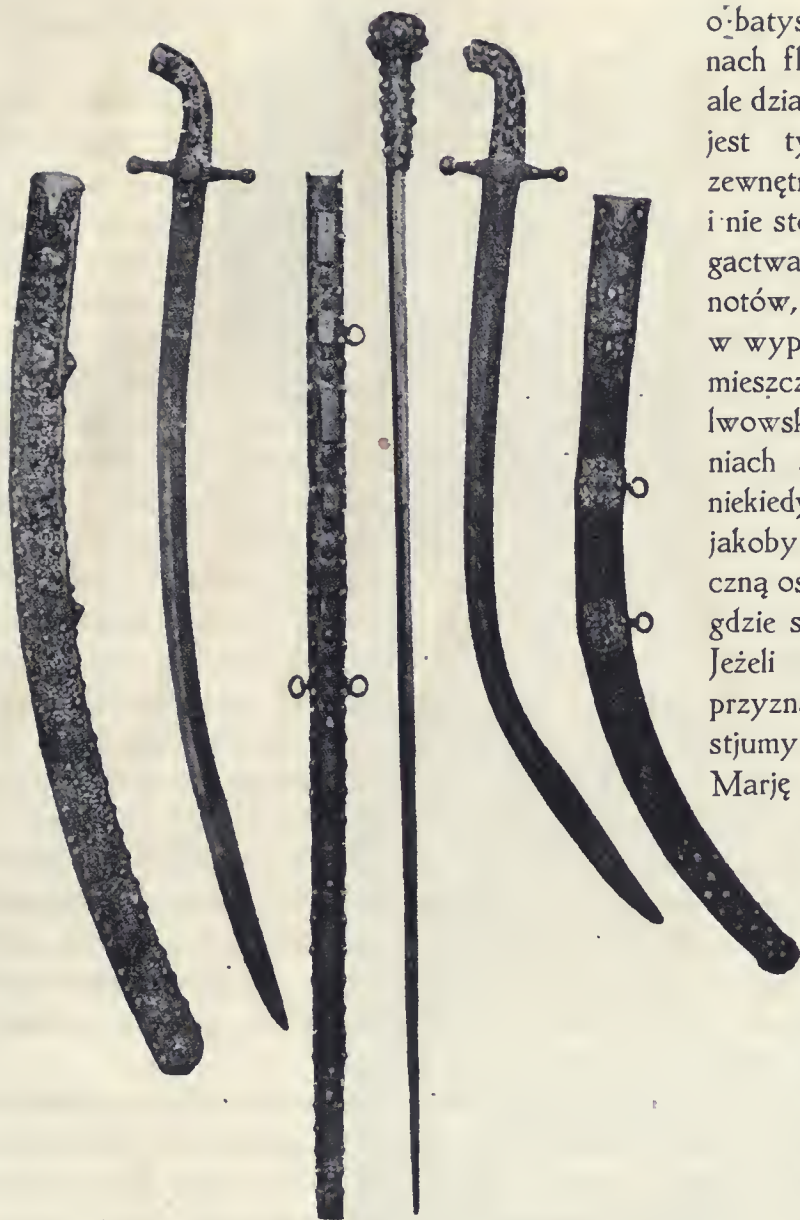 o batys
nach fl
ale dzia
jest ty
zewnętr
i nie sto
gactwa
notów,
w wyp
mieszcz
lwowsk
niach
niekiedy
jakoby
czną os
gdzie s
Jeżeli
przyzna
stjumy
Marję